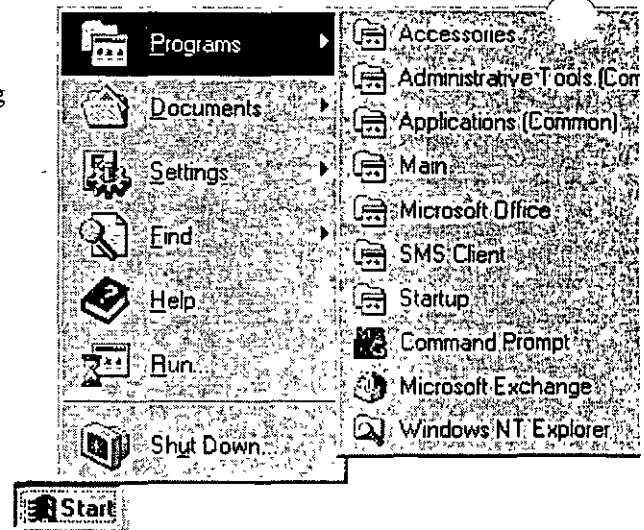 Programs
Documents
Settings
Find
Help
Run...
Shut Down...
Start
Accessories
Administrative Tools (Com
Applications (Common)
Main
Microsoft Office
SMS Client
Startup
Command Prompt
Microsoft Exchange
Windows NT Explorer
g